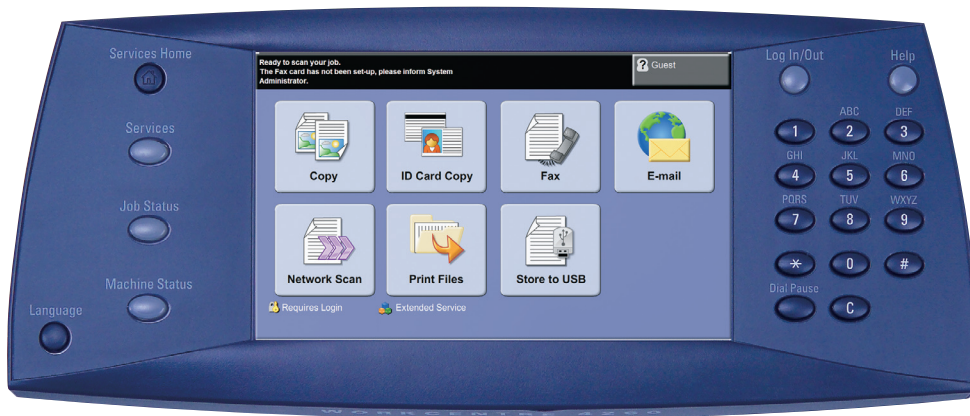 Services Home
Services
Job Status
Machine Status
Language
Ready to scan your job.
The Fax card has not been set-up, please inform System
Administrator.
? Guest
Copy
ID Card Copy
Fax
E-mail
Network Scan
Print Files
Store to USB
Requires Login
Extended Service
Log In/Out
Help
ABC DEF
1 2 3
GHI JKL MNO
4 5 6
PQRS TUV WXYZ
7 8 9
* 0 #
Dial Pause
C
WORKCENTRE 4260